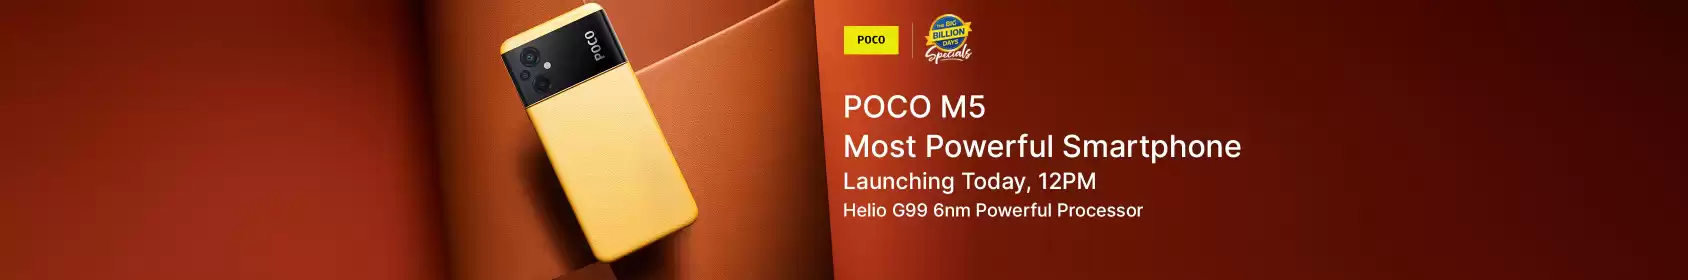 POCO
POCO
THE BIG
BILLION
DAYS
Specials
POCO M5
Most Powerful Smartphone
Launching Today, 12PM
Helio G99 6nm Powerful Processor